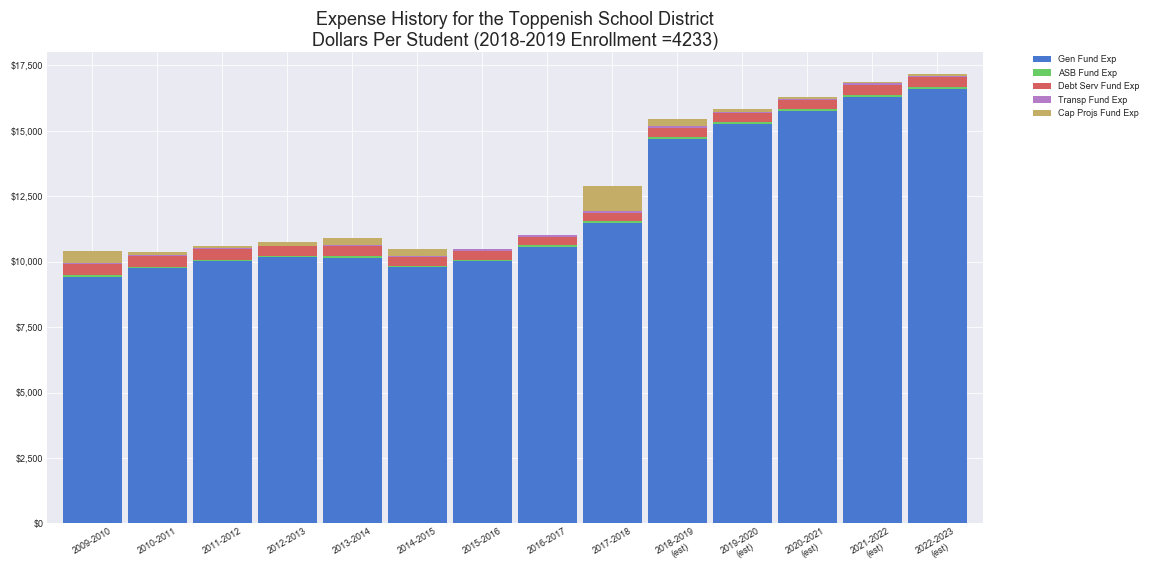 Expense History for the Toppenish School District
Dollars Per Student (2018-2019 Enrollment =4233)
Gen Fund Exp
ASB Fund Exp
Debt Serv Fund Exp
Transp Fund Exp
Cap Projs Fund Exp
$17,500
$15,000
$12,500
$10,000
$7,500
$5,000
$2,500
$0
2009-2010
2010-2011
2011-2012
2012-2013
2013-2014
2014-2015
2015-2016
2016-2017
2017-2018
2018-2019
(est)
2019-2020
(est)
2020-2021
(est)
2021-2022
(est)
2022-2023
(est)